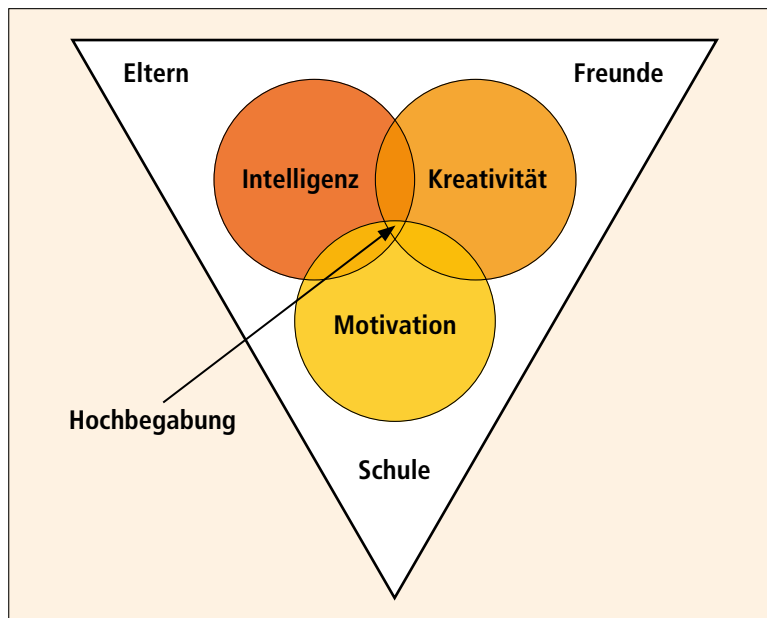 Eltern
Freunde
Intelligenz
Kreativität
Motivation
Hochbegabung
Schule